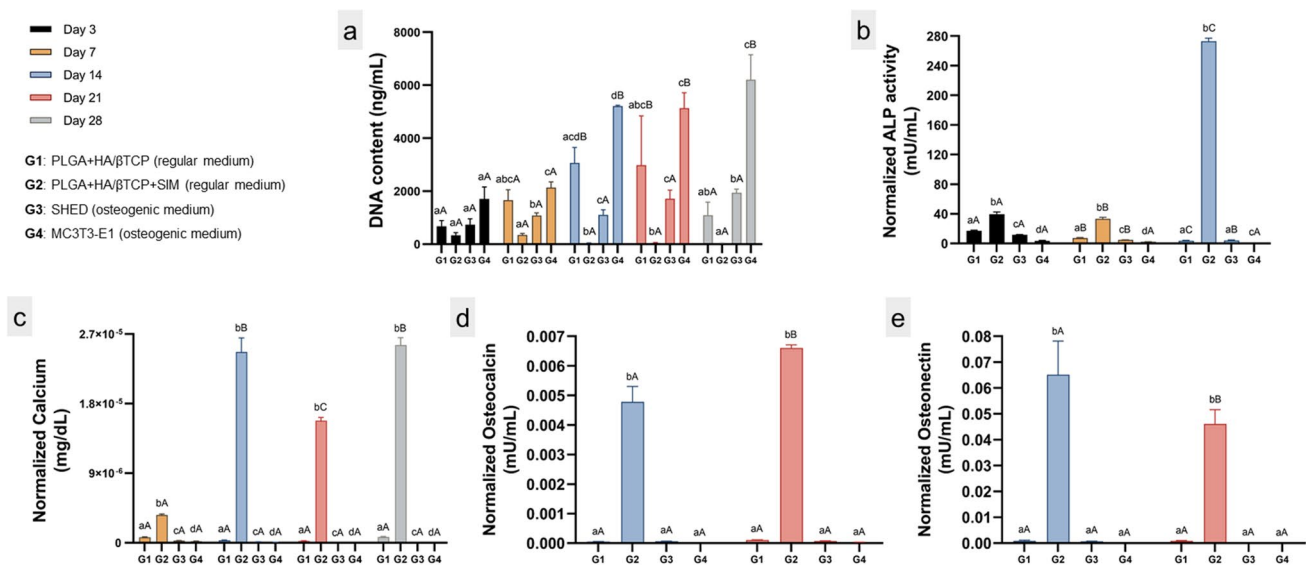 Day 3
Day 7
Day 14
Day 21
Day 28
G1: PLGA+HA/βTCP (regular medium)
G2: PLGA+HA/βTCP+SIM (regular medium)
G3: SHED (osteogenic medium)
G4: MC3T3-E1 (osteogenic medium)
a
DNA content (ng/mL)
8000
6000
4000
2000
0
aA aA aA aA abcA aA bA cA acdB bA cA dB abcB bA cA cB abA aA bA cB
G1 G2 G3 G4 G1 G2 G3 G4 G1 G2 G3 G4 G1 G2 G3 G4 G1 G2 G3 G4
b
Normalized ALP activity
(mU/mL)
280
240
200
160
120
80
40
0
aA bA cA dA aB bB cB dA aC bC aB cA
G1 G2 G3 G4 G1 G2 G3 G4 G1 G2 G3 G4
c
Normalized Calcium
(mg/dL)
2.7×10⁻⁵
1.8×10⁻⁵
9×10⁻⁶
0
aA bA cA dA aA bB cA dA aA bC cA dA aA bB cA dA
G1 G2 G3 G4 G1 G2 G3 G4 G1 G2 G3 G4 G1 G2 G3 G4
d
Normalized Osteocalcin
(mU/mL)
0.007
0.006
0.005
0.004
0.003
0.002
0.001
0.000
aA bA aA aA aA bB aA aA
G1 G2 G3 G4 G1 G2 G3 G4
e
Normalized Osteonectin
(mU/mL)
0.08
0.07
0.06
0.05
0.04
0.03
0.02
0.01
0.00
aA bA aA aA aA bB aA aA
G1 G2 G3 G4 G1 G2 G3 G4